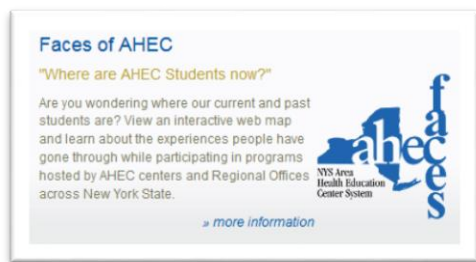 Faces of AHEC
"Where are AHEC Students now?"
Are you wondering where our current and past
students are? View an interactive web map
and learn about the experiences people have
gone through while participating in programs
hosted by AHEC centers and Regional Offices
across New York State.
» more information
faces
ahec
NYS Area
Health Education
Center System